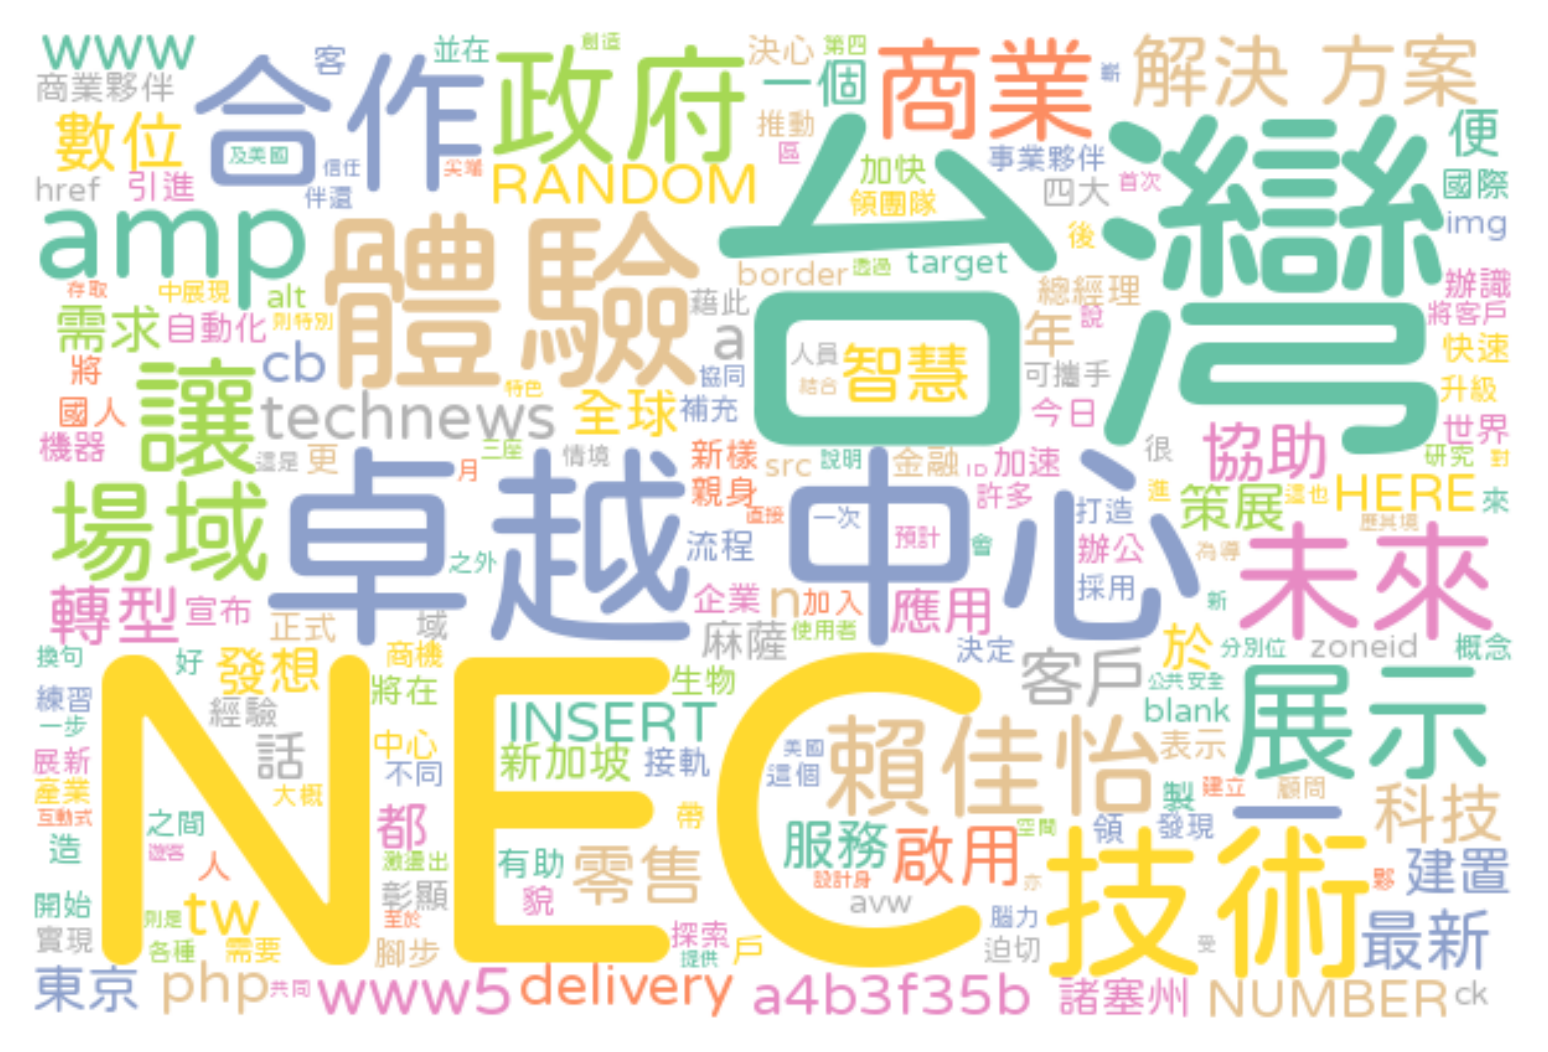 www
客
並在
創造
決心
第四
商業
解決 方案
商業夥伴
合作
政府
一個
數位
及美國
信任
尖端
推動
區
加快
事業夥伴
便
href
引進
伴還
RANDOM
領團隊
四大
首次
國際
amp
體驗
台灣
後
img
存取
中展現
alt
border
透過
target
總經理
辦識
需求
自動化
則特別
藉此
a
年
說
將客戶
將
讓
cb
協同
人員
智慧
結合
可攜手
快速
國人
technews
特色
全球
補充
今日
升級
機器
這是
更
月
三座
情境
新樣
src
說明
金融
ID
加速
很
協助
世界
研究
對
場域
卓越
中心
親身
直接
一次
預計
許多
會
打造
進
策展
這也
HERE
來
歷其境
之外
流程
辦公
為導
未來
轉型
宣布
企業
n
加入
應用
採用
新
正式
域
麻薩
使用者
決定
於
分別位
zoneid
概念
換句
好
發想
商機
將在
生物
客戶
公共安全
練習
經驗
NEC
INSERT
賴佳怡
blank
展示
一步
話
中心
新加坡
接軌
美國
這個
表示
展新
不同
產業
大概
製
建立
顧問
一
科技
互動式
之間
都
帶
服務
啟用
空間
領
發現
技術
造
遊客
人
激盪出
有助
零售
設計身
亦
夥
建置
開始
則是
tw
彰顯
至於
貌
avw
腦力
最新
實現
各種
需要
腳步
探索
提供
戶
迫切
受
東京
php
共同
www5
delivery
a4b3f35b
諸塞州
NUMBER
ck